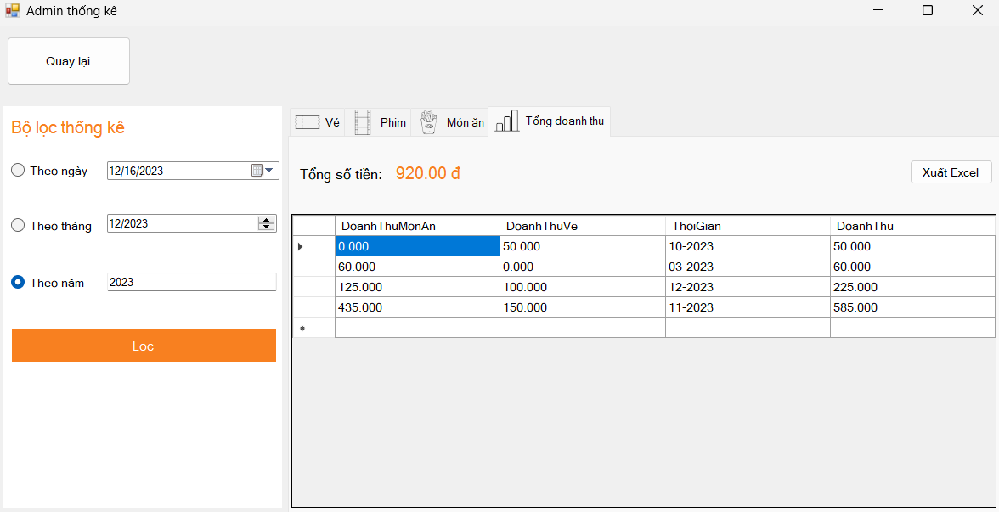 Admin thống kê
Quay lại
Bộ lọc thống kê
Theo ngày 12/16/2023
Theo tháng 12/2023
Theo năm 2023
Lọc
Vé Phim Món ăn Tổng doanh thu
Tổng số tiền: 920.00 đ Xuất Excel
DoanhThuMonAn DoanhThuVe ThoiGian DoanhThu
0.000 50.000 10-2023 50.000
60.000 0.000 03-2023 60.000
125.000 100.000 12-2023 225.000
435.000 150.000 11-2023 585.000